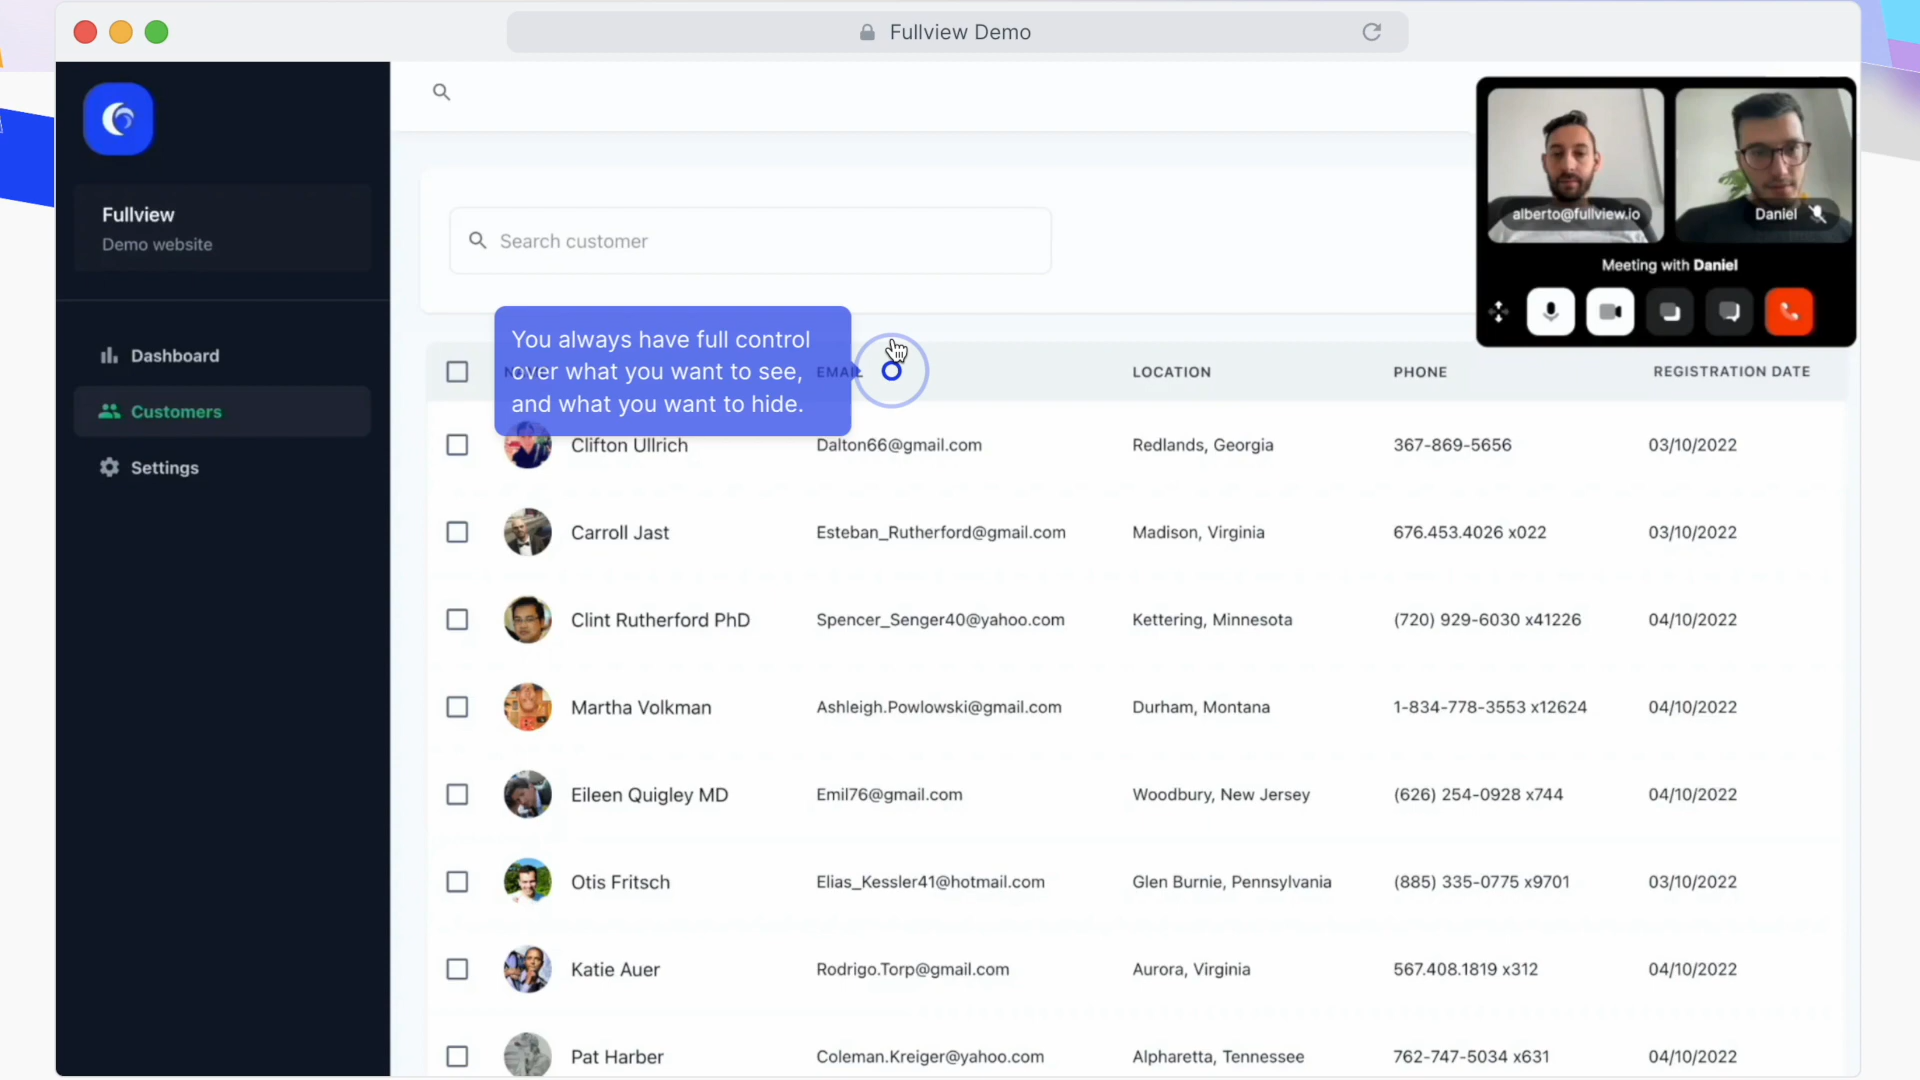 Fullview Demo
alberto@fullview.io
Daniel
Meeting with Daniel
Fullview
Demo website
Dashboard
Customers
Settings
Search customer
You always have full control
over what you want to see,
and what you want to hide.
EMAIL LOCATION PHONE REGISTRATION DATE
Clifton Ullrich Dalton66@gmail.com Redlands, Georgia 367-869-5656 03/10/2022
Carroll Jast Esteban_Rutherford@gmail.com Madison, Virginia 676.453.4026 x022 03/10/2022
Clint Rutherford PhD Spencer_Senger40@yahoo.com Kettering, Minnesota (720) 929-6030 x41226 04/10/2022
Martha Volkman Ashleigh.Powlowski@gmail.com Durham, Montana 1-834-778-3553 x12624 04/10/2022
Eileen Quigley MD Emil76@gmail.com Woodbury, New Jersey (626) 254-0928 x744 04/10/2022
Otis Fritsch Elias_Kessler41@hotmail.com Glen Burnie, Pennsylvania (885) 335-0775 x9701 03/10/2022
Katie Auer Rodrigo.Torp@gmail.com Aurora, Virginia 567.408.1819 x312 04/10/2022
Pat Harber Coleman.Kreiger@yahoo.com Alpharetta, Tennessee 762-747-5034 x631 04/10/2022